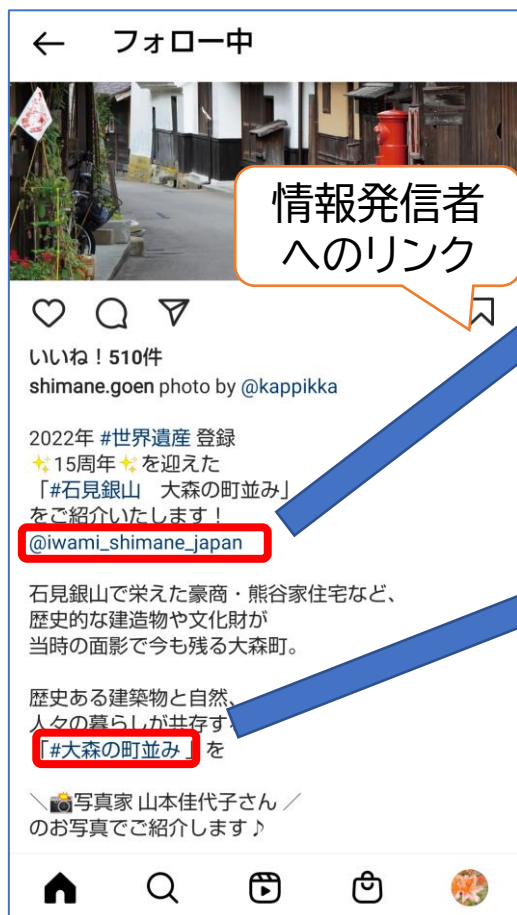 ← フォロー中
情報発信者
へのリンク
いいね！510件
shimane.goen photo by @kappikka
2022年 #世界遺産 登録
✨15周年✨を迎えた
「#石見銀山　大森の町並み」
をご紹介いたします！
@iwami_shimane_japan
石見銀山で栄えた豪商・熊谷家住宅など、
歴史的な建造物や文化財が
当時の面影で今も残る大森町。
歴史ある建築物と自然、
人々の暮らしが共存す
「#大森の町並み 」を
＼📸写真家 山本佳代子さん ／
のお写真でご紹介します♪